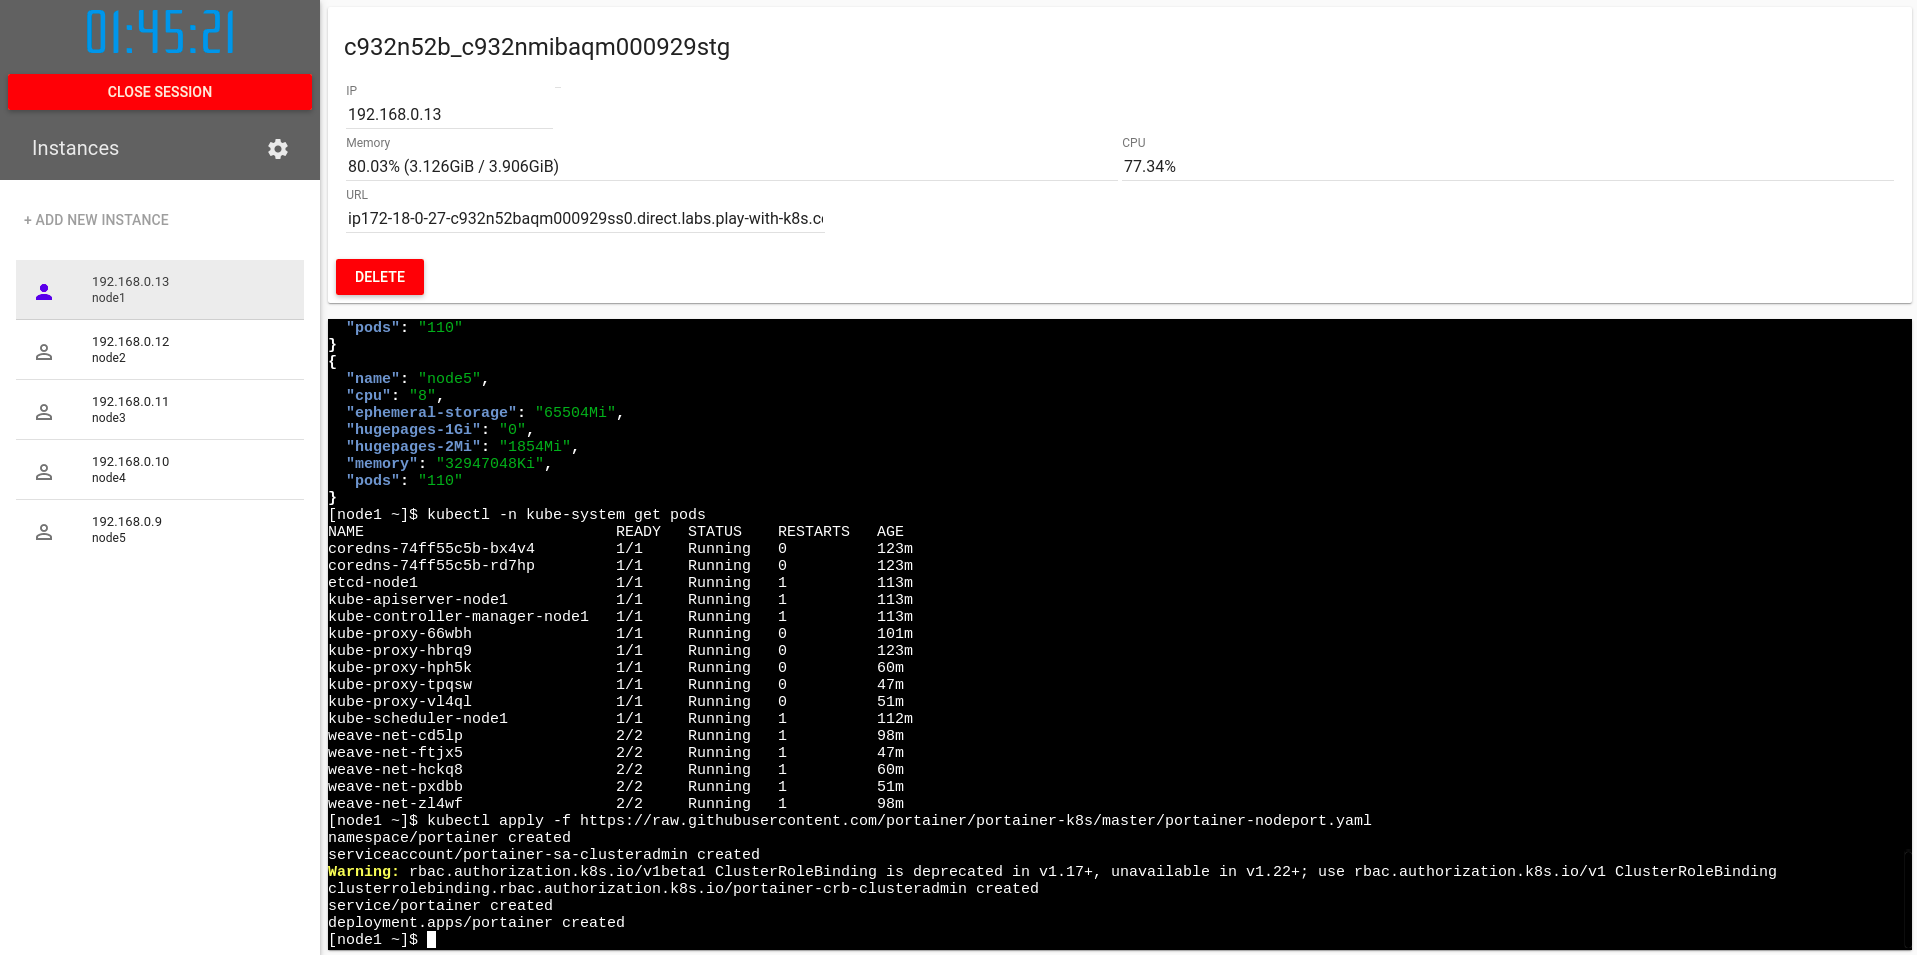 01:45:21
CLOSE SESSION
Instances
+ ADD NEW INSTANCE
192.168.0.13
node1
192.168.0.12
node2
192.168.0.11
node3
192.168.0.10
node4
192.168.0.9
node5
c932n52b_c932nmibaqm000929stg
IP
192.168.0.13
Memory
80.03% (3.126GiB / 3.906GiB)
CPU
77.34%
URL
ip172-18-0-27-c932n52baqm000929ss0.direct.labs.play-with-k8s.c
DELETE
"pods": "110"
}
{
"name": "node5",
"cpu": "8",
"ephemeral-storage": "65504Mi",
"hugepages-1Gi": "0",
"hugepages-2Mi": "1854Mi",
"memory": "32947048Ki",
"pods": "110"
}
[node1 ~]$ kubectl -n kube-system get pods
NAME READY STATUS RESTARTS AGE
coredns-74ff55c5b-bx4v4 1/1 Running 0 123m
coredns-74ff55c5b-rd7hp 1/1 Running 0 123m
etcd-node1 1/1 Running 1 113m
kube-apiserver-node1 1/1 Running 1 113m
kube-controller-manager-node1 1/1 Running 1 113m
kube-proxy-66wbh 1/1 Running 0 101m
kube-proxy-hbrq9 1/1 Running 0 123m
kube-proxy-hph5k 1/1 Running 0 60m
kube-proxy-tpqsw 1/1 Running 0 47m
kube-proxy-vl4ql 1/1 Running 0 51m
kube-scheduler-node1 1/1 Running 1 112m
weave-net-cd5lp 2/2 Running 1 98m
weave-net-ftjx5 2/2 Running 1 47m
weave-net-hckq8 2/2 Running 1 60m
weave-net-pxdbb 2/2 Running 1 51m
weave-net-zl4wf 2/2 Running 1 98m
[node1 ~]$ kubectl apply -f https://raw.githubusercontent.com/portainer/portainer-k8s/master/portainer-nodeport.yaml
namespace/portainer created
serviceaccount/portainer-sa-clusteradmin created
Warning: rbac.authorization.k8s.io/v1beta1 ClusterRoleBinding is deprecated in v1.17+, unavailable in v1.22+; use rbac.authorization.k8s.io/v1 ClusterRoleBinding
clusterrolebinding.rbac.authorization.k8s.io/portainer-crb-clusteradmin created
service/portainer created
deployment.apps/portainer created
[node1 ~]$